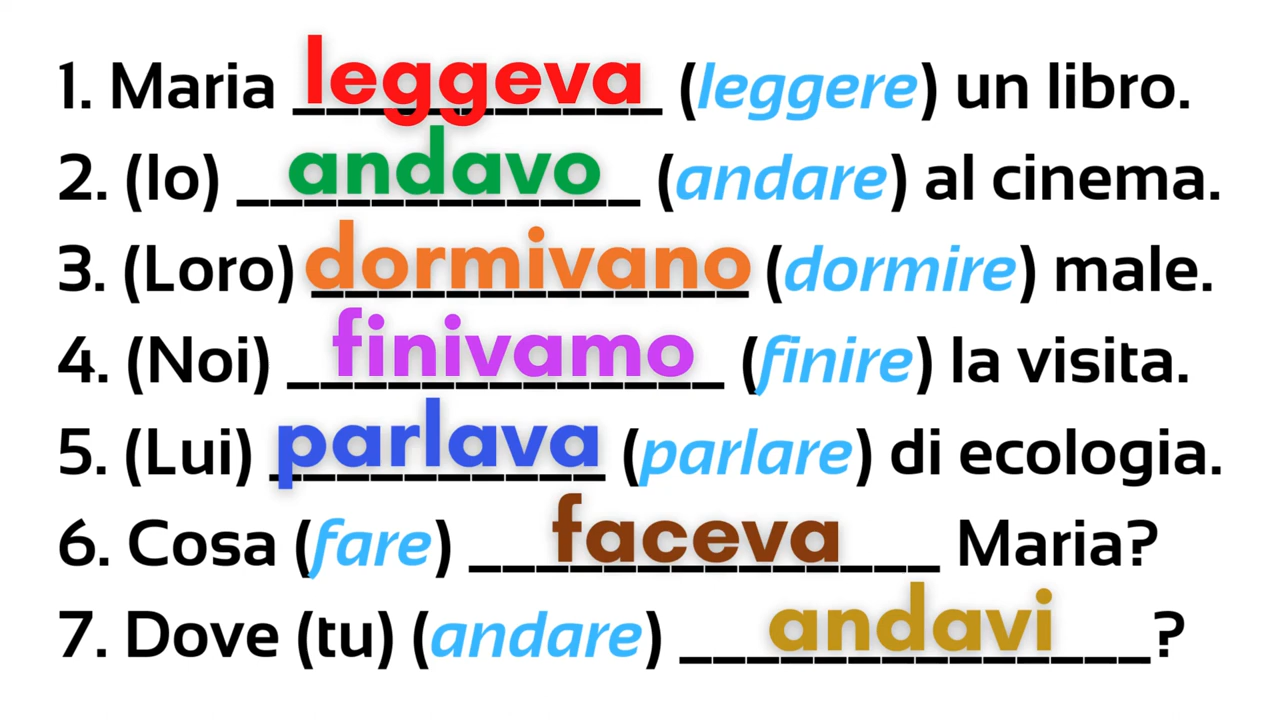 1. Maria leggeva (leggere) un libro.
2. (Io) andavo (andare) al cinema.
3. (Loro) dormivano (dormire) male.
4. (Noi) finivamo (finire) la visita.
5. (Lui) parlava (parlare) di ecologia.
6. Cosa (fare) faceva Maria?
7. Dove (tu) (andare) andavi?